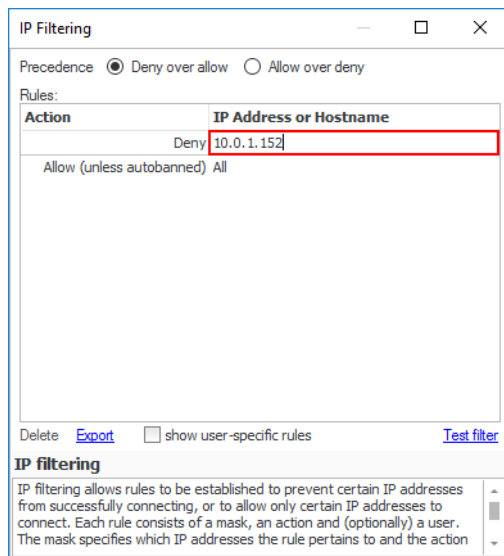 IP Filtering
Precedence Deny over allow Allow over deny
Rules:
Action IP Address or Hostname
Deny 10.0.1.152
Allow (unless autobanned) All
Delete Export show user-specific rules Test filter
IP filtering
IP filtering allows rules to be established to prevent certain IP addresses
from successfully connecting, or to allow only certain IP addresses to
connect. Each rule consists of a mask, an action and (optionally) a user.
The mask specifies which IP addresses the rule pertains to and the action